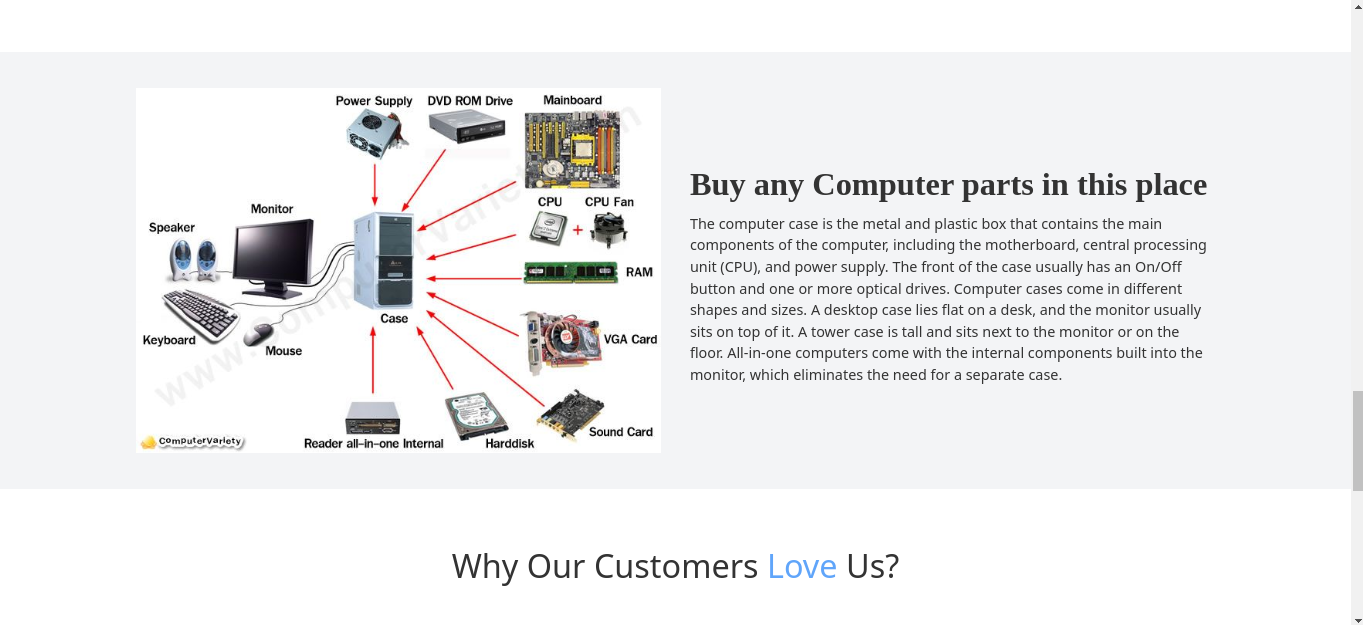 Power Supply
DVD ROM Drive
Mainboard
CPU
CPU Fan
Monitor
Speaker
RAM
Case
VGA Card
Keyboard
Mouse
Sound Card
Reader all-in-one Internal
Harddisk
ComputerVariety
Buy any Computer parts in this place
The computer case is the metal and plastic box that contains the main
components of the computer, including the motherboard, central processing
unit (CPU), and power supply. The front of the case usually has an On/Off
button and one or more optical drives. Computer cases come in different
shapes and sizes. A desktop case lies flat on a desk, and the monitor usually
sits on top of it. A tower case is tall and sits next to the monitor or on the
floor. All-in-one computers come with the internal components built into the
monitor, which eliminates the need for a separate case.
Why Our Customers Love Us?